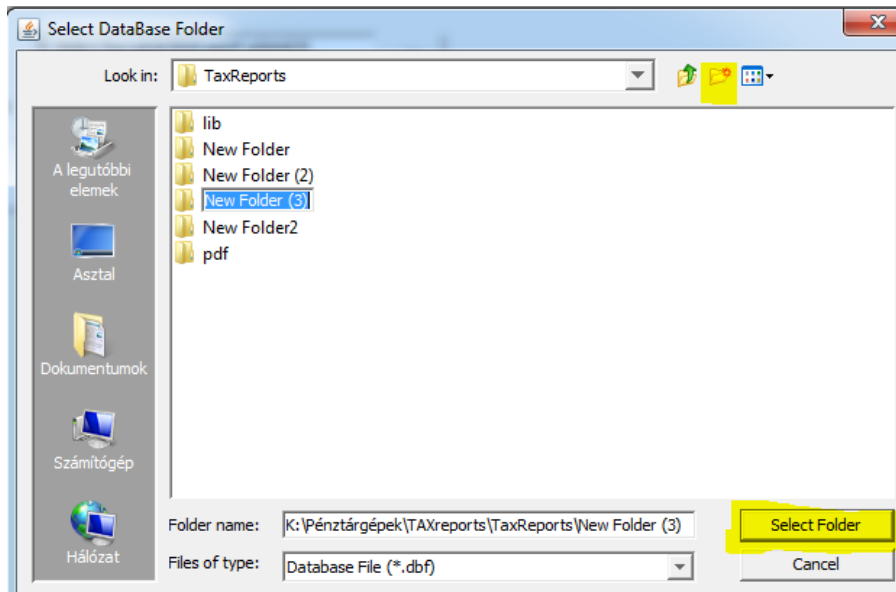 Select DataBase Folder
Look in: TaxReports
A legutóbbi
elemek
Asztal
Dokumentumok
Számítógép
Hálózat
lib
New Folder
New Folder (2)
New Folder (3)
New Folder2
pdf
Folder name: K:\Pénztárgépek\TAXreports\TaxReports\New Folder (3) Select Folder
Files of type: Database File (*.dbf) Cancel